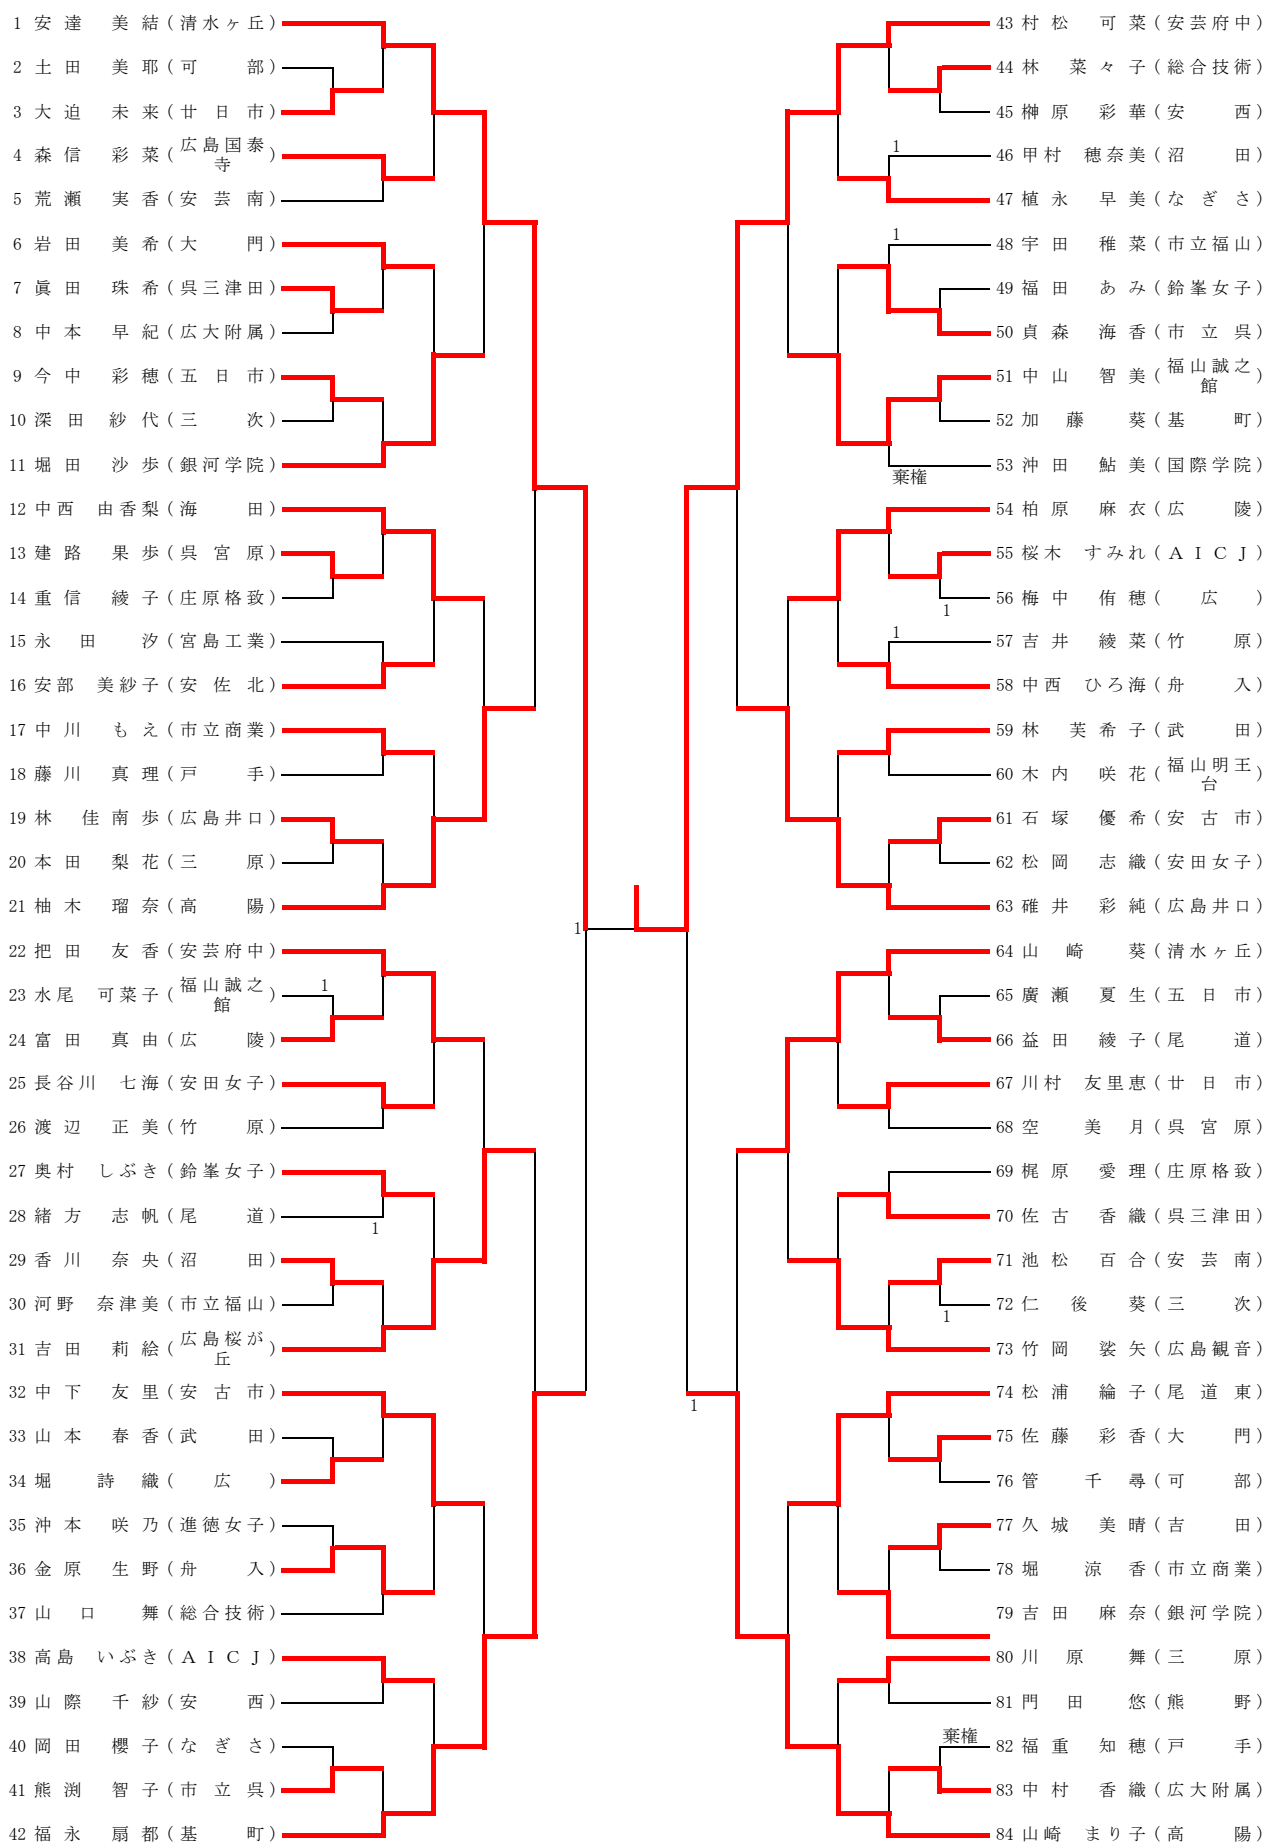 1 安達 美結 (清水ヶ丘)
2 土田 美耶 (可部)
3 大迫 未来 (廿日市)
4 森信 彩菜 (広島国泰寺)
5 荒瀬 実香 (安芸南)
6 岩田 美希 (大門)
7 眞田 珠希 (呉三津田)
8 中本 早紀 (広大附属)
9 今中 彩穂 (五日市)
10 深田 紗代 (三次)
11 堀田 沙歩 (銀河学院)
12 中西 由香梨 (海田)
13 建路 果歩 (呉宮原)
14 重信 綾子 (庄原格致)
15 永田 汐 (宮島工業)
16 安部 美紗子 (安佐北)
17 中川 もえ (市立商業)
18 藤川 真理 (戸手)
19 林 佳南歩 (広島井口)
20 本田 梨花 (三原)
21 柚木 瑠奈 (高陽)
1
22 把田 友香 (安芸府中)
23 水尾 可菜子 (福山誠之館) 1
24 富田 真由 (広陵)
25 長谷川 七海 (安田女子)
26 渡辺 正美 (竹原)
27 奥村 しぶき (鈴峯女子)
28 緒方 志帆 (尾道) 1
29 香川 奈央 (沼田)
30 河野 奈津美 (市立福山)
31 吉田 莉絵 (広島桜が丘)
32 中下 友里 (安古市)
33 山本 春香 (武田)
34 堀 詩織 (広)
35 沖本 咲乃 (進徳女子)
36 金原 生野 (舟入)
37 山口 舞 (総合技術)
38 高島 いぶき (AICJ)
39 山際 千紗 (安西)
40 岡田 櫻子 (なぎさ)
41 熊渕 智子 (市立呉)
42 福永 扇都 (基町)
43 村松 可菜 (安芸府中)
44 林 菜々子 (総合技術)
45 榊原 彩華 (安西)
1 46 甲村 穂奈美 (沼田)
47 植永 早美 (なぎさ)
1 48 宇田 稚菜 (市立福山)
49 福田 あみ (鈴峯女子)
50 貞森 海香 (市立呉)
51 中山 智美 (福山誠之館)
52 加藤 葵 (基町)
53 沖田 鮎美 (国際学院)
棄権
54 柏原 麻衣 (広陵)
55 桜木 すみれ (AICJ)
56 梅中 侑穂 (広)
1
1 57 吉井 綾菜 (竹原)
58 中西 ひろ海 (舟入)
59 林 芙希子 (武田)
60 木内 咲花 (福山明王台)
61 石塚 優希 (安古市)
62 松岡 志織 (安田女子)
63 碓井 彩純 (広島井口)
64 山崎 葵 (清水ヶ丘)
65 廣瀬 夏生 (五日市)
66 益田 綾子 (尾道)
67 川村 友里恵 (廿日市)
68 空 美月 (呉宮原)
69 梶原 愛理 (庄原格致)
70 佐古 香織 (呉三津田)
71 池松 百合 (安芸南)
72 仁後 葵 (三次)
1
73 竹岡 裟矢 (広島観音)
74 松浦 綸子 (尾道東)
1
75 佐藤 彩香 (大門)
76 管 千尋 (可部)
77 久城 美晴 (吉田)
78 堀 涼香 (市立商業)
79 吉田 麻奈 (銀河学院)
80 川原 舞 (三原)
81 門田 悠 (熊野)
棄権 82 福重 知穂 (戸手)
83 中村 香織 (広大附属)
84 山崎 まり子 (高陽)